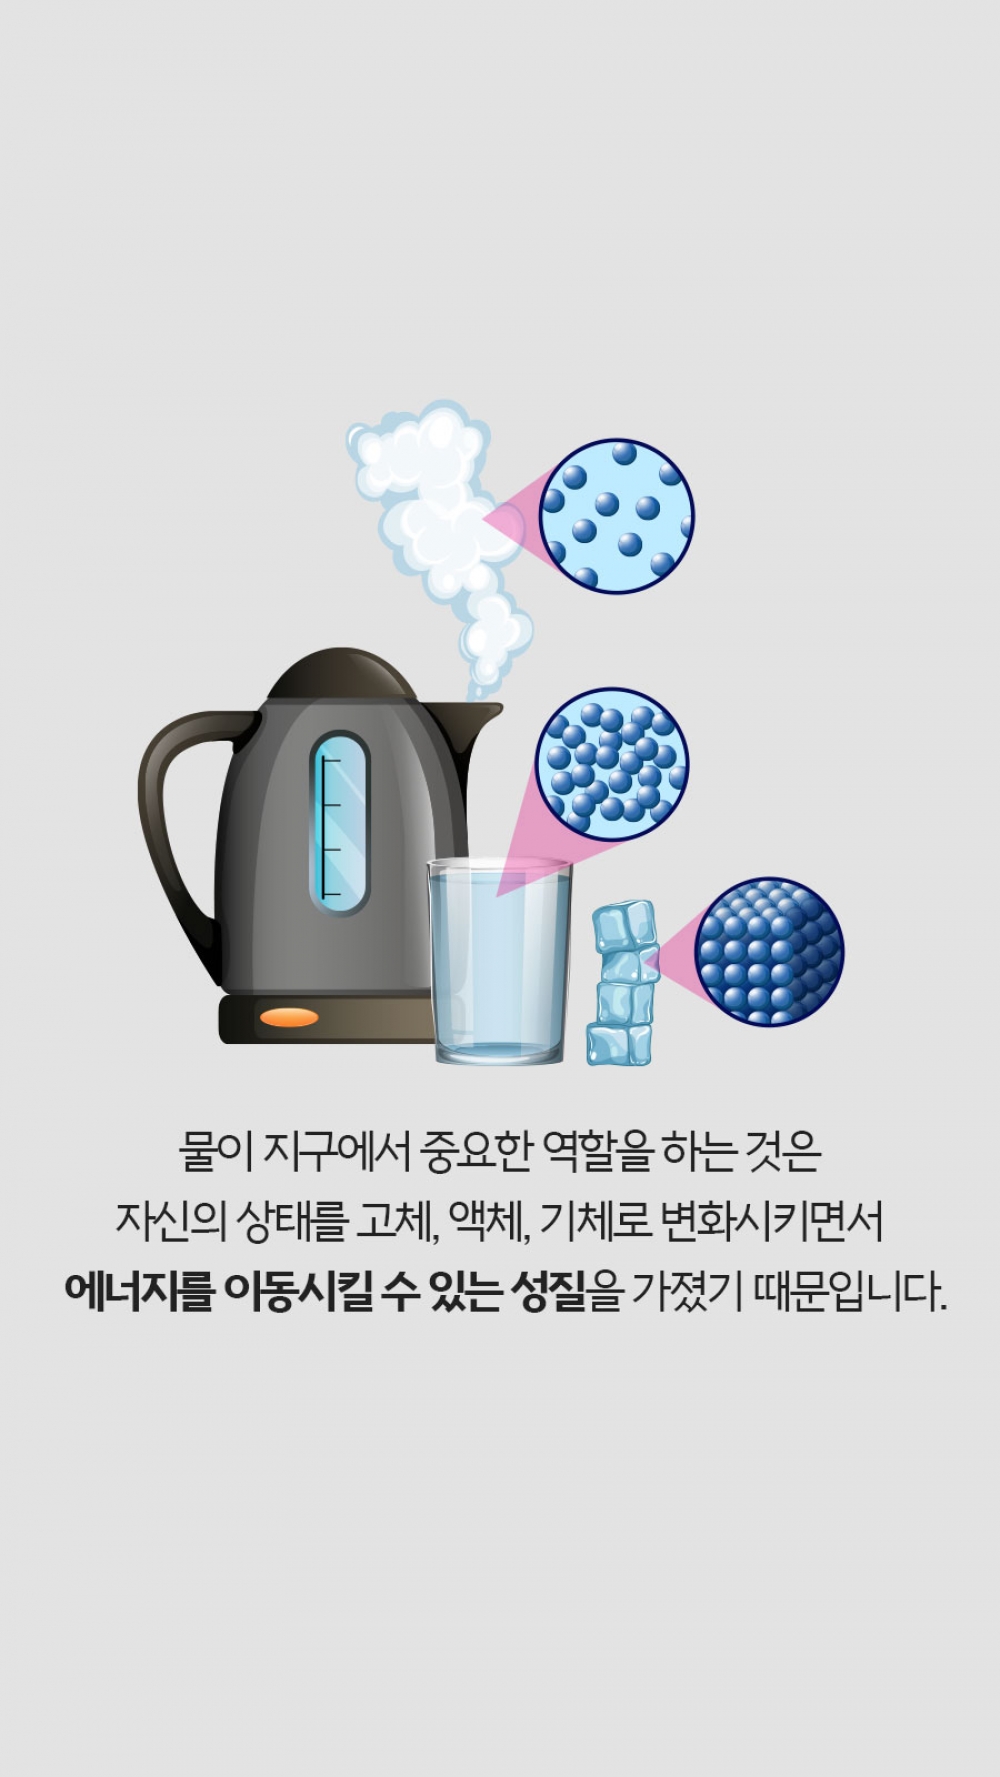 물이 지구에서 중요한 역할을 하는 것은
자신의 상태를 고체, 액체, 기체로 변화시키면서
에너지를 이동시킬 수 있는 성질을 가졌기 때문입니다.